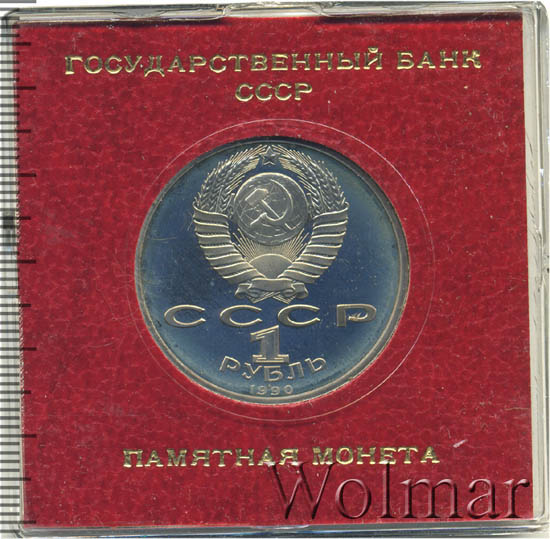 ГОСУДАРСТВЕННЫЙ БАНК
СССР
СССР
1
РУБЛЬ
1990
ПАМЯТНАЯ МОНЕТА
Wolmar